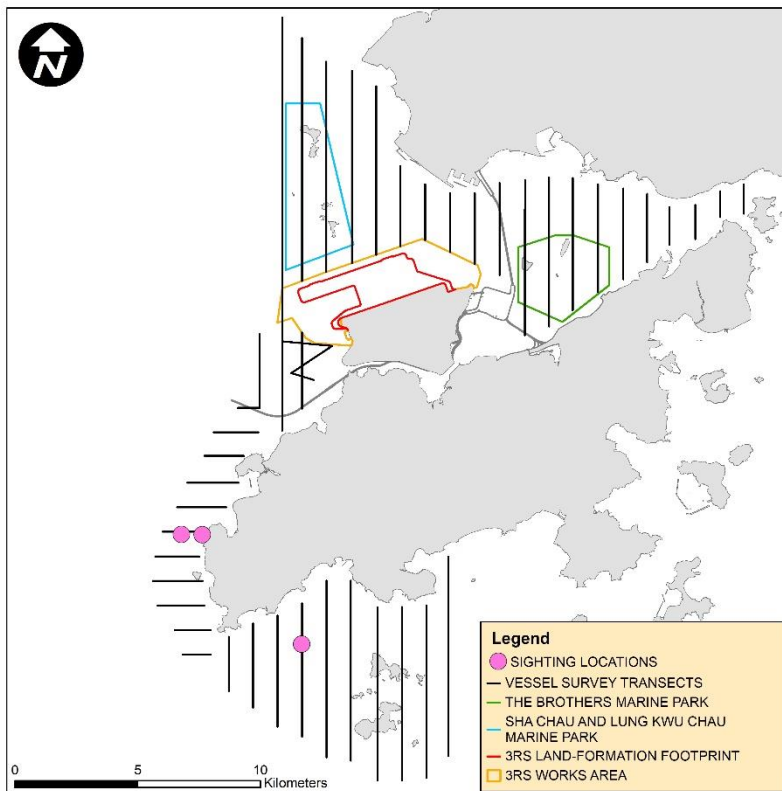 N
Legend
SIGHTING LOCATIONS
VESSEL SURVEY TRANSECTS
THE BROTHERS MARINE PARK
SHA CHAU AND LUNG KWU CHAU
MARINE PARK
3RS LAND-FORMATION FOOTPRINT
3RS WORKS AREA
0 5 10
Kilometers